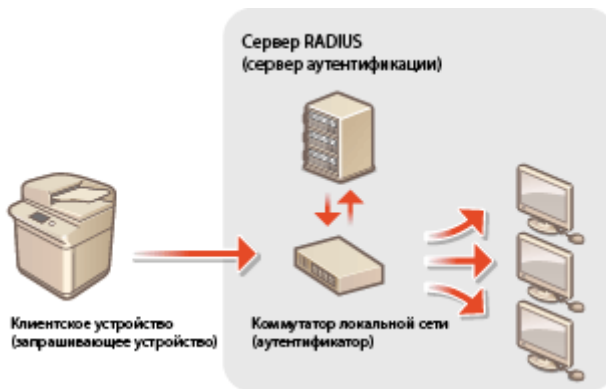 Сервер RADIUS
(сервер аутентификации)
Клиентское устройство
(запрашивающее устройство)
Коммутатор локальной сети
(аутентификатор)